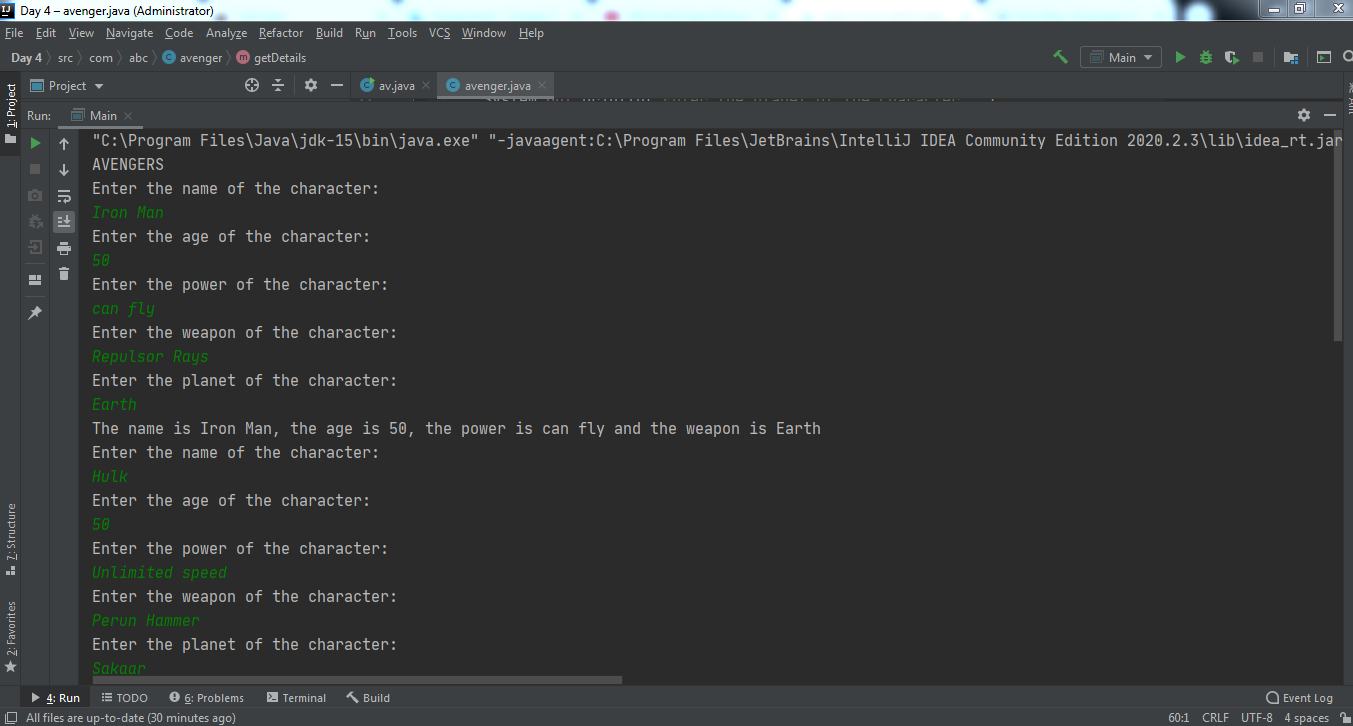 Day 4 – avenger.java (Administrator)
File Edit View Navigate Code Analyze Refactor Build Run Tools VCS Window Help
Day 4 src com abc avenger getDetails Main
1: Project Project av.java avenger.java
Run: Main
"C:\Program Files\Java\jdk-15\bin\java.exe" "-javaagent:C:\Program Files\JetBrains\IntelliJ IDEA Community Edition 2020.2.3\lib\idea_rt.jar
AVENGERS
Enter the name of the character:
Iron Man
Enter the age of the character:
50
Enter the power of the character:
can fly
Enter the weapon of the character:
Repulsor Rays
Enter the planet of the character:
Earth
The name is Iron Man, the age is 50, the power is can fly and the weapon is Earth
Enter the name of the character:
Hulk
Enter the age of the character:
50
Enter the power of the character:
Unlimited speed
Enter the weapon of the character:
Perun Hammer
Enter the planet of the character:
Sakaar
7: Structure
2: Favorites
4: Run TODO 6: Problems Terminal Build Event Log
All files are up-to-date (30 minutes ago) 60:1 CRLF UTF-8 4 spaces